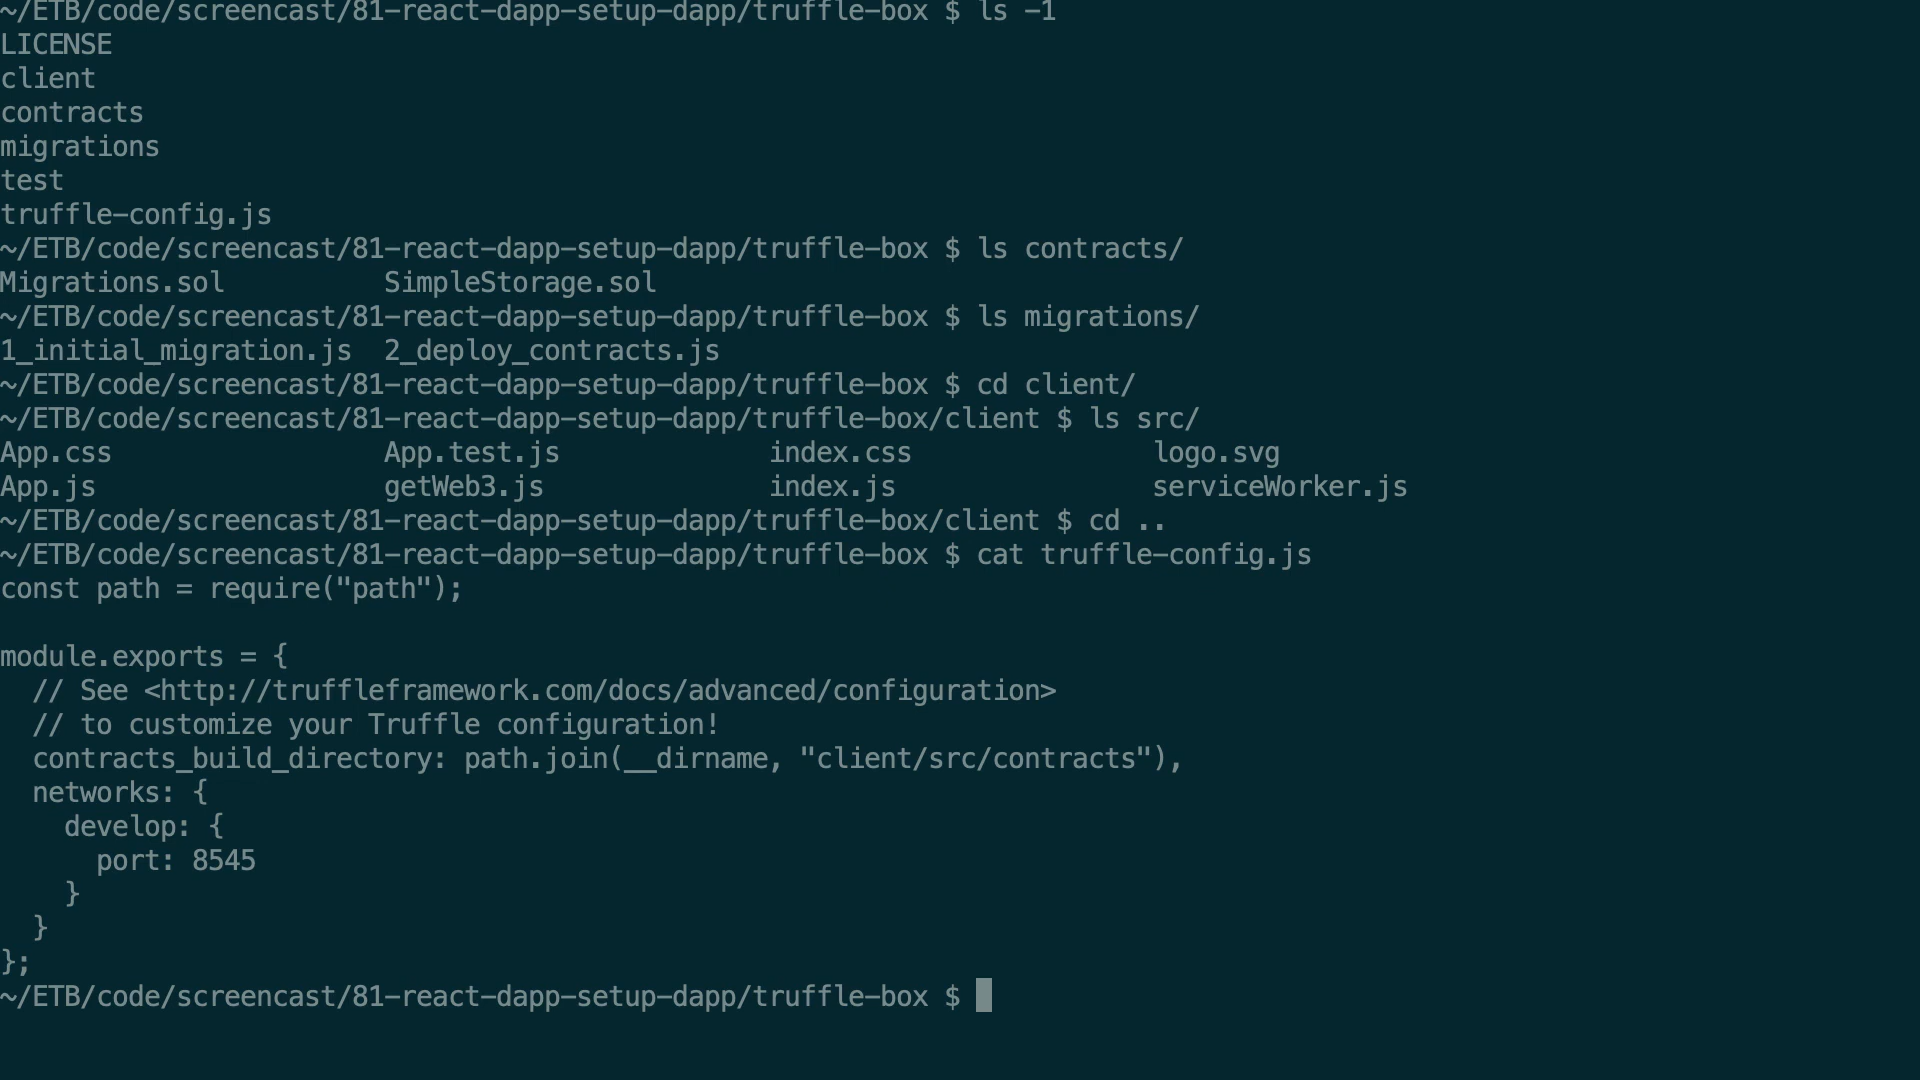 ~/ETB/code/screencast/81-react-dapp-setup-dapp/truffle-box $ ls -1
LICENSE
client
contracts
migrations
test
truffle-config.js
~/ETB/code/screencast/81-react-dapp-setup-dapp/truffle-box $ ls contracts/
Migrations.sol          SimpleStorage.sol
~/ETB/code/screencast/81-react-dapp-setup-dapp/truffle-box $ ls migrations/
1_initial_migration.js  2_deploy_contracts.js
~/ETB/code/screencast/81-react-dapp-setup-dapp/truffle-box $ cd client/
~/ETB/code/screencast/81-react-dapp-setup-dapp/truffle-box/client $ ls src/
App.css                 App.test.js             index.css               logo.svg
App.js                  getWeb3.js              index.js                serviceWorker.js
~/ETB/code/screencast/81-react-dapp-setup-dapp/truffle-box/client $ cd ..
~/ETB/code/screencast/81-react-dapp-setup-dapp/truffle-box $ cat truffle-config.js
const path = require("path");

module.exports = {
  // See <http://truffleframework.com/docs/advanced/configuration>
  // to customize your Truffle configuration!
  contracts_build_directory: path.join(__dirname, "client/src/contracts"),
  networks: {
    develop: {
      port: 8545
    }
  }
};
~/ETB/code/screencast/81-react-dapp-setup-dapp/truffle-box $